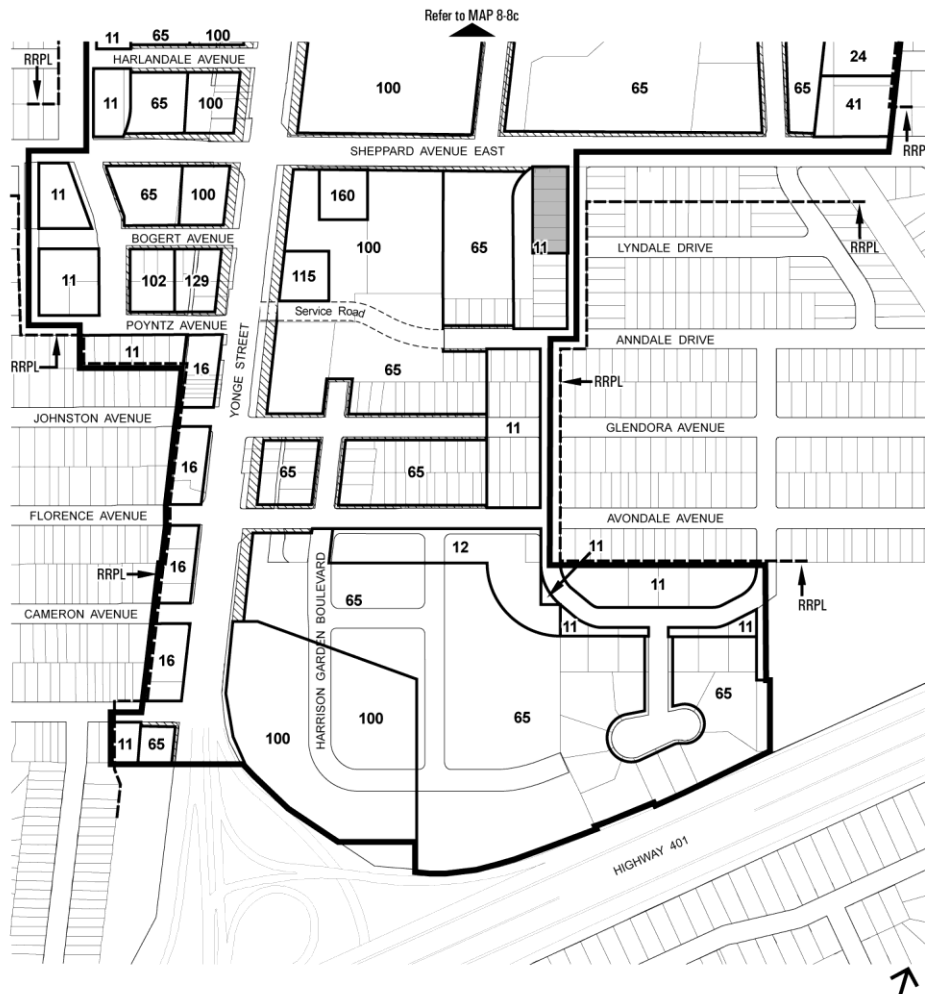 Refer to MAP 8-8c
11 65 100
RRPL
HARLANDALE AVENUE
11 65 100
100
65
65
24
41
RRPL
SHEPPARD AVENUE EAST
11
65 100
160
100
65
11
RRPL
BOGERT AVENUE
LYNDALE DRIVE
11
102 129
115
Service Road
POYNTZ AVENUE
RRPL
11
16
YONGE STREET
65
ANNDALE DRIVE
RRPL
JOHNSTON AVENUE
11
GLENDORA AVENUE
16
65
65
FLORENCE AVENUE
AVONDALE AVENUE
12
11
RRPL
16
HARRISON GARDEN BOULEVARD
65
11
RRPL
CAMERON AVENUE
11
11
16
100
100
65
65
11 65
HIGHWAY 401